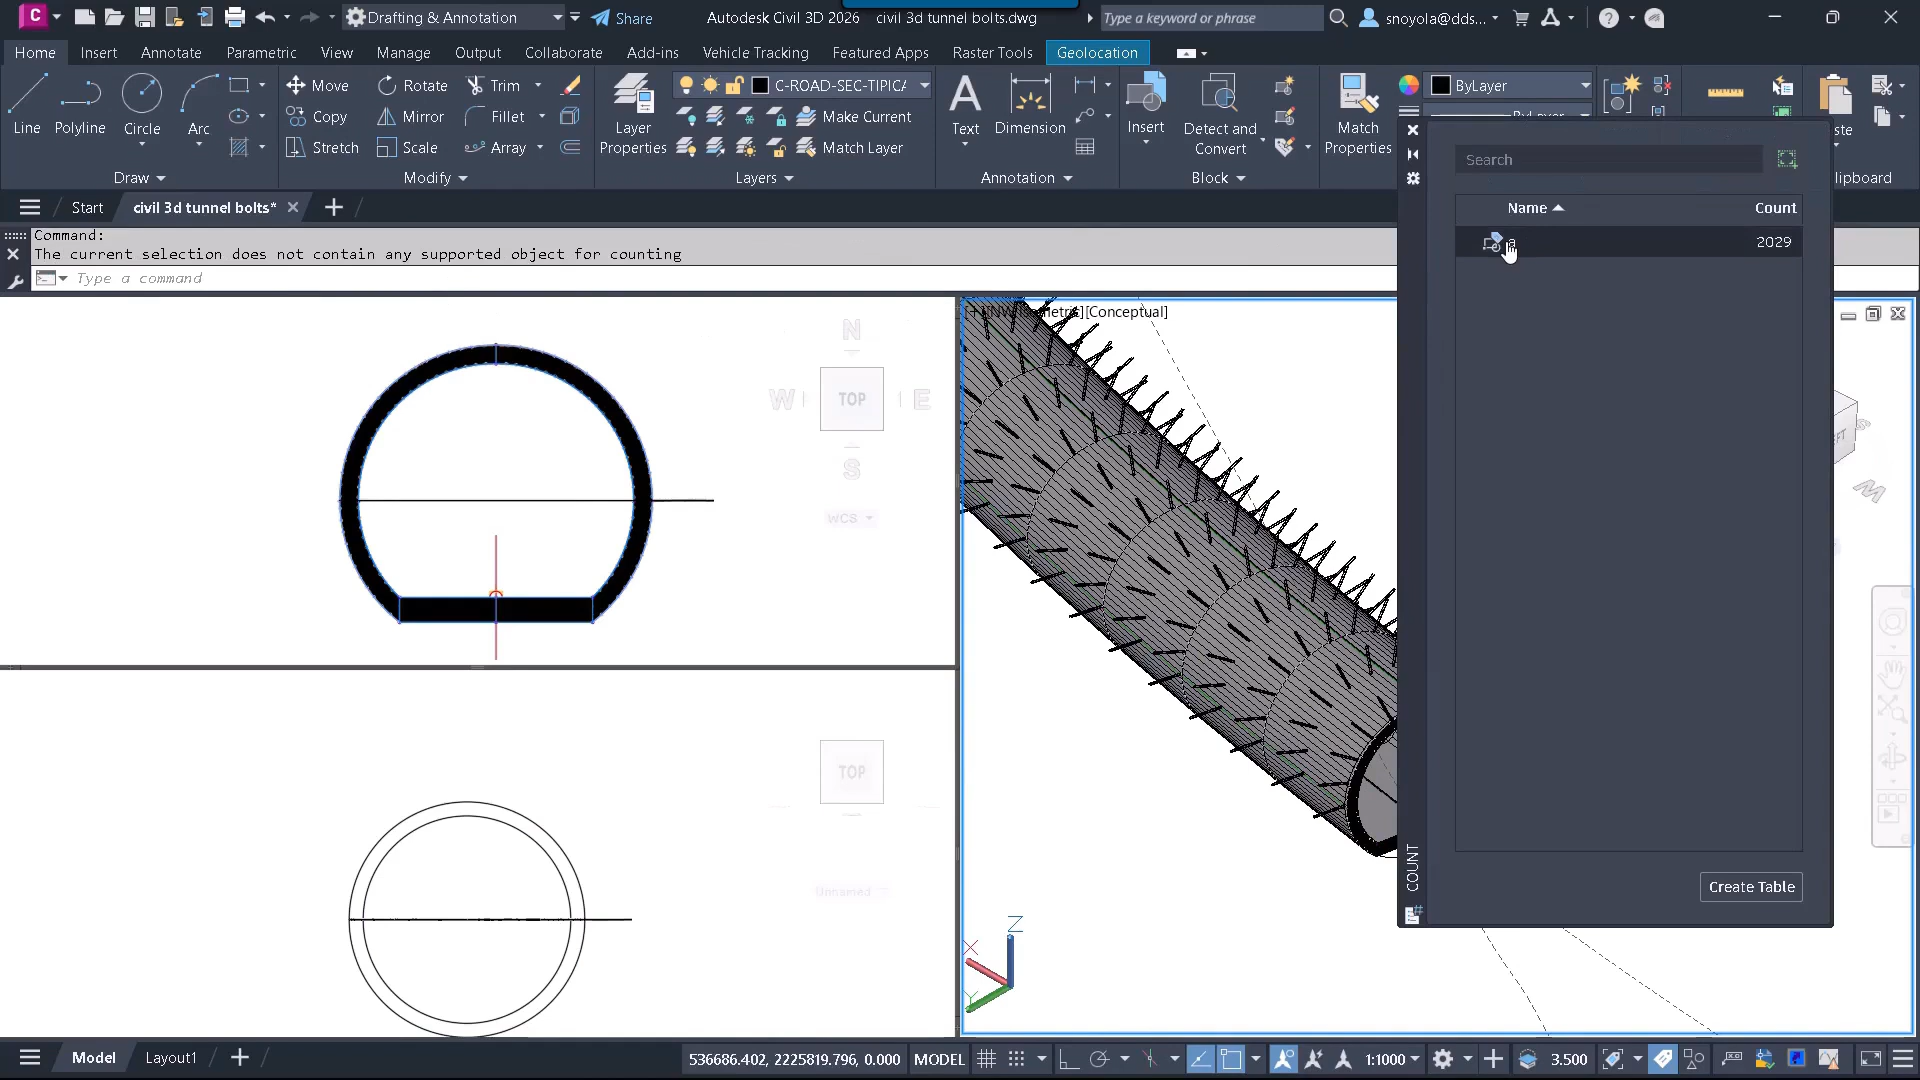 Drafting & Annotation
Share
Autodesk Civil 3D 2026 civil 3d tunnel bolts.dwg
Type a keyword or phrase
snoyola@dds...
Home Insert Annotate Parametric View Manage Output Collaborate Add-ins Vehicle Tracking Featured Apps Raster Tools Geolocation
Line
Polyline
Circle
Arc
Move
Rotate
Trim
Copy
Mirror
Fillet
Stretch
Scale
Array
Layer
Properties
C-ROAD-SEC-TIPICA
Make Current
Match Layer
Text
Dimension
Insert
Detect and
Convert
Match
Properties
ByLayer
Draw
Modify
Layers
Annotation
Block
Start
civil 3d tunnel bolts*
Command:
The current selection does not contain any supported object for counting
Type a command
Search
Name Count
2029
COUNT
Create Table
N
W TOP E
S
WCS
TOP
Unnamed
[Conceptual]
X
Y
Z
Model
Layout1
536686.402, 2225819.796, 0.000
MODEL
1:1000
3.500